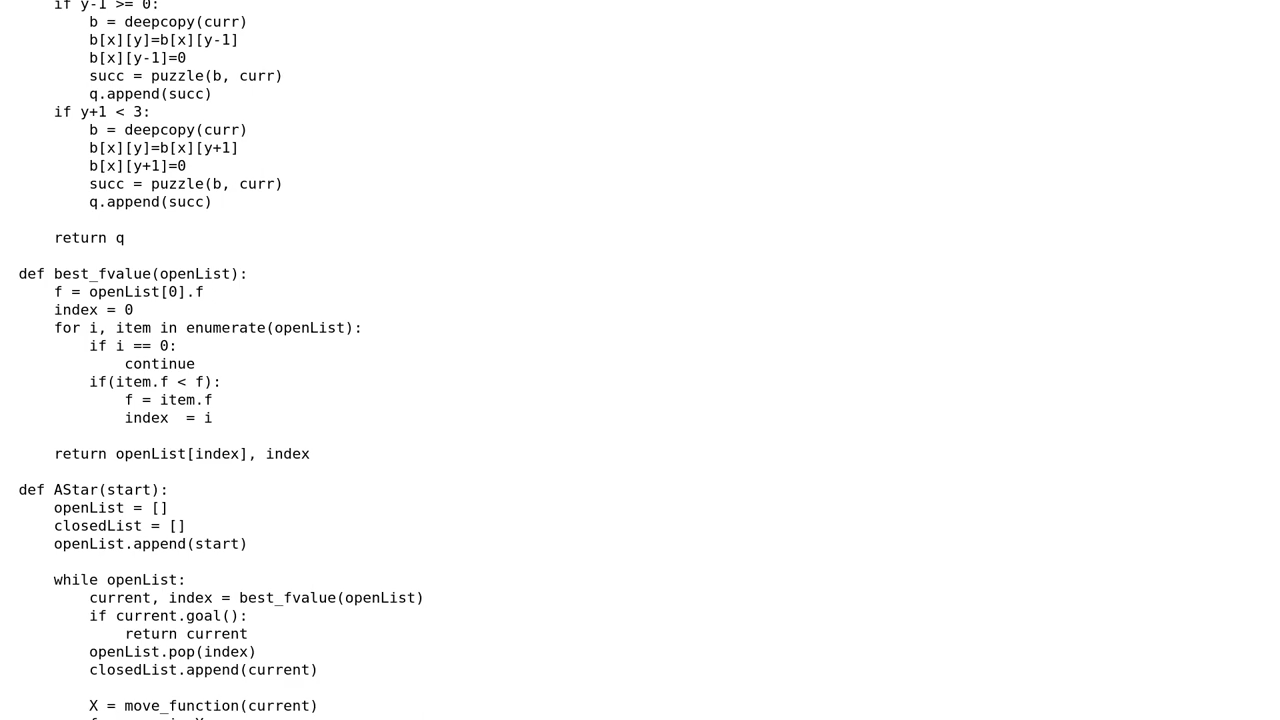 if y-1 >= 0:
b = deepcopy(curr)
b[x][y]=b[x][y-1]
b[x][y-1]=0
succ = puzzle(b, curr)
q.append(succ)
if y+1 < 3:
b = deepcopy(curr)
b[x][y]=b[x][y+1]
b[x][y+1]=0
succ = puzzle(b, curr)
q.append(succ)
return q
def best_fvalue(openList):
f = openList[0].f
index = 0
for i, item in enumerate(openList):
if i == 0:
continue
if(item.f < f):
f = item.f
index  = i
return openList[index], index
def AStar(start):
openList = []
closedList = []
openList.append(start)
while openList:
current, index = best_fvalue(openList)
if current.goal():
return current
openList.pop(index)
closedList.append(current)
X = move_function(current)